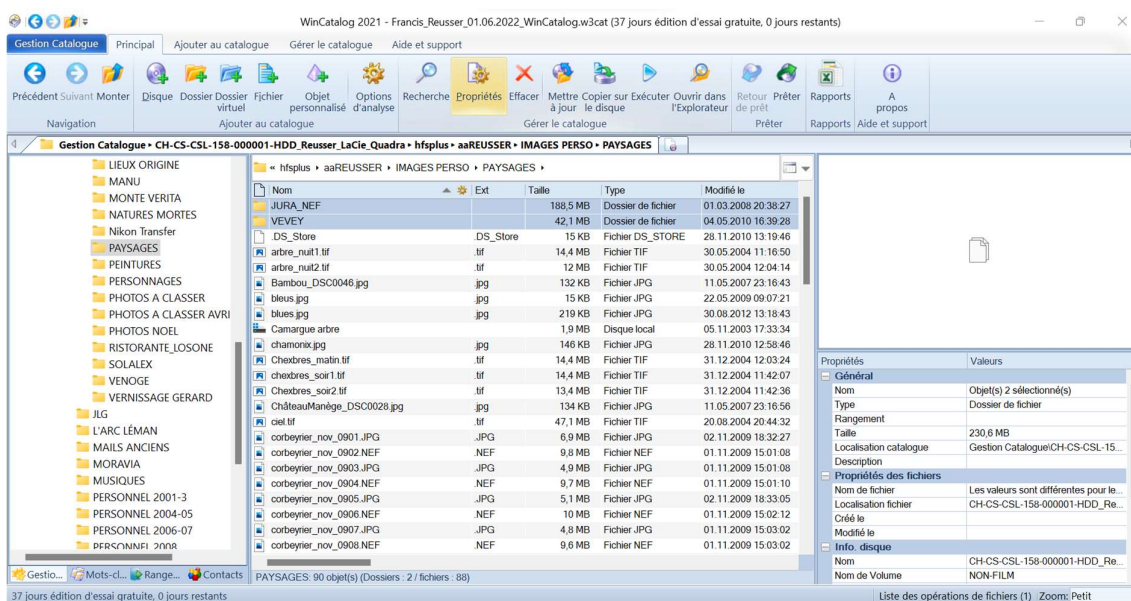 WinCatalog 2021 - Francis_Reusser_01.06.2022_WinCatalog.w3cat (37 jours édition d'essai gratuite, 0 jours restants)
Gestion Catalogue Principal Ajouter au catalogue Gérer le catalogue Aide et support
Précédent Suivant Monter Disque Dossier Dossier virtuel Fichier Objet personnalisé Options d'analyse Recherche Propriétés Effacer Mettre à jour Copier sur le disque Exécuter Ouvrir dans l'Explorateur Retour de prêt Prêter Rapports A propos
Navigation Ajouter au catalogue Gérer le catalogue Prêter Rapports Aide et support
Gestion Catalogue ▸ CH-CS-CSL-158-000001-HDD_Reusser_LaCie_Quadra ▸ hfsplus ▸ aaREUSSER ▸ IMAGES PERSO ▸ PAYSAGES
LIEUX ORIGINE
MANU
MONTE VERITA
NATURES MORTES
Nikon Transfer
PAYSAGES
PEINTURES
PERSONNAGES
PHOTOS A CLASSER
PHOTOS A CLASSER AVRI
PHOTOS NOEL
RISTORANTE_LOSONE
SOLALEX
VENOGE
VERNISSAGE GERARD
JLG
L'ARC LÉMAN
MAILS ANCIENS
MORAVIA
MUSIQUES
PERSONNEL 2001-3
PERSONNEL 2004-05
PERSONNEL 2006-07
PERSONNEL 2008
Gestio... Mots-cl... Range... Contacts
« hfsplus ▸ aaREUSSER ▸ IMAGES PERSO ▸ PAYSAGES ▸
Nom Ext Taille Type Modifié le
JURA_NEF 188,5 MB Dossier de fichier 01.03.2008 20:38:27
VEVEY 42,1 MB Dossier de fichier 04.05.2010 16:39:28
.DS_Store .DS_Store 15 KB Fichier DS_STORE 28.11.2010 13:19:46
arbre_nuit1.tif .tif 14,4 MB Fichier TIF 30.05.2004 11:16:50
arbre_nuit2.tif .tif 12 MB Fichier TIF 30.05.2004 12:04:14
Bambou_DSC0046.jpg .jpg 132 KB Fichier JPG 11.05.2007 23:16:43
bleus.jpg .jpg 15 KB Fichier JPG 22.05.2009 09:07:21
blues.jpg .jpg 219 KB Fichier JPG 30.08.2012 13:18:43
Camargue arbre 1,9 MB Disque local 05.11.2003 17:33:34
chamonix.jpg .jpg 146 KB Fichier JPG 28.11.2010 12:58:46
Chexbres_matin.tif .tif 14,4 MB Fichier TIF 31.12.2004 12:03:24
chexbres_soir1.tif .tif 14,4 MB Fichier TIF 31.12.2004 11:42:07
Chexbres_soir2.tif .tif 13,4 MB Fichier TIF 31.12.2004 11:42:36
ChâteauManège_DSC0028.jpg .jpg 134 KB Fichier JPG 11.05.2007 23:16:56
ciel.tif .tif 47,1 MB Fichier TIF 20.08.2004 20:44:32
corbeyrier_nov_0901.JPG .JPG 6,9 MB Fichier JPG 02.11.2009 18:32:27
corbeyrier_nov_0902.NEF .NEF 9,8 MB Fichier NEF 01.11.2009 15:01:08
corbeyrier_nov_0903.JPG .JPG 4,9 MB Fichier JPG 01.11.2009 15:01:08
corbeyrier_nov_0904.NEF .NEF 9,7 MB Fichier NEF 01.11.2009 15:01:10
corbeyrier_nov_0905.JPG .JPG 5,1 MB Fichier JPG 02.11.2009 18:33:05
corbeyrier_nov_0906.NEF .NEF 10 MB Fichier NEF 01.11.2009 15:02:12
corbeyrier_nov_0907.JPG .JPG 4,8 MB Fichier JPG 01.11.2009 15:03:02
corbeyrier_nov_0908.NEF .NEF 9,6 MB Fichier NEF 01.11.2009 15:03:02
PAYSAGES: 90 objet(s) (Dossiers : 2 / fichiers : 88)
Propriétés Valeurs
Général
Nom Objet(s) 2 sélectionné(s)
Type Dossier de fichier
Rangement
Taille 230,6 MB
Localisation catalogue Gestion Catalogue\CH-CS-CSL-15...
Description
Propriétés des fichiers
Nom de fichier Les valeurs sont différentes pour le...
Localisation fichier CH-CS-CSL-158-000001-HDD_Re...
Créé le
Modifié le
Info. disque
Nom CH-CS-CSL-158-000001-HDD_Re...
Nom de Volume NON-FILM
37 jours édition d'essai gratuite, 0 jours restants Liste des opérations de fichiers (1) Zoom: Petit